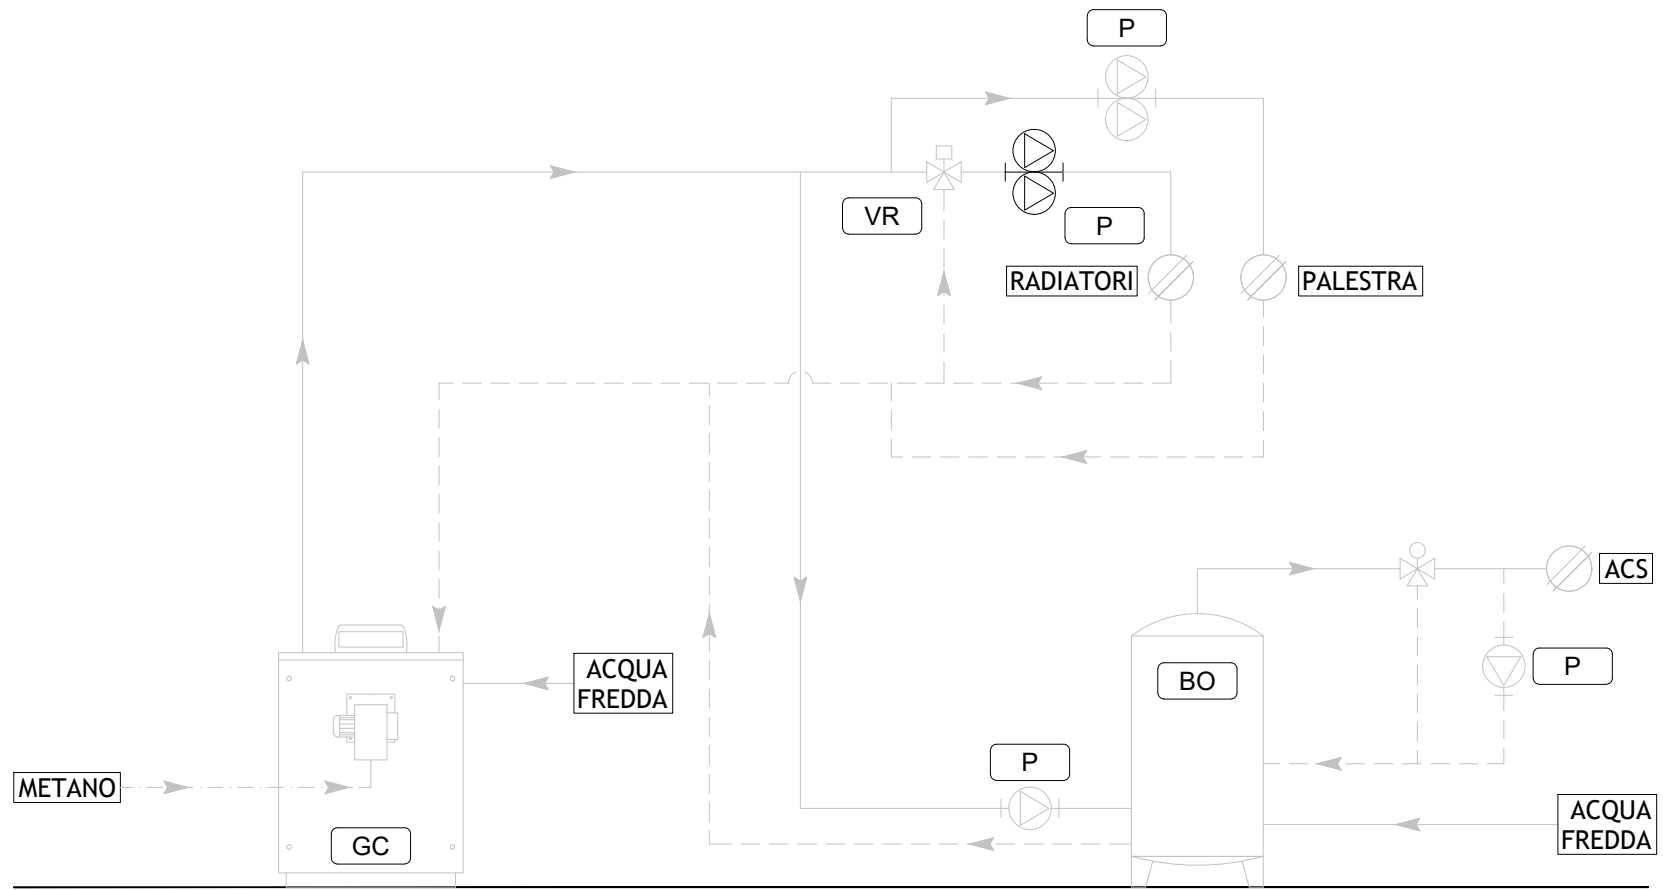 P
VR
P
RADIATORI
PALESTRA
ACS
ACQUA
FREDDA
BO
P
P
METANO
ACQUA
FREDDA
GC